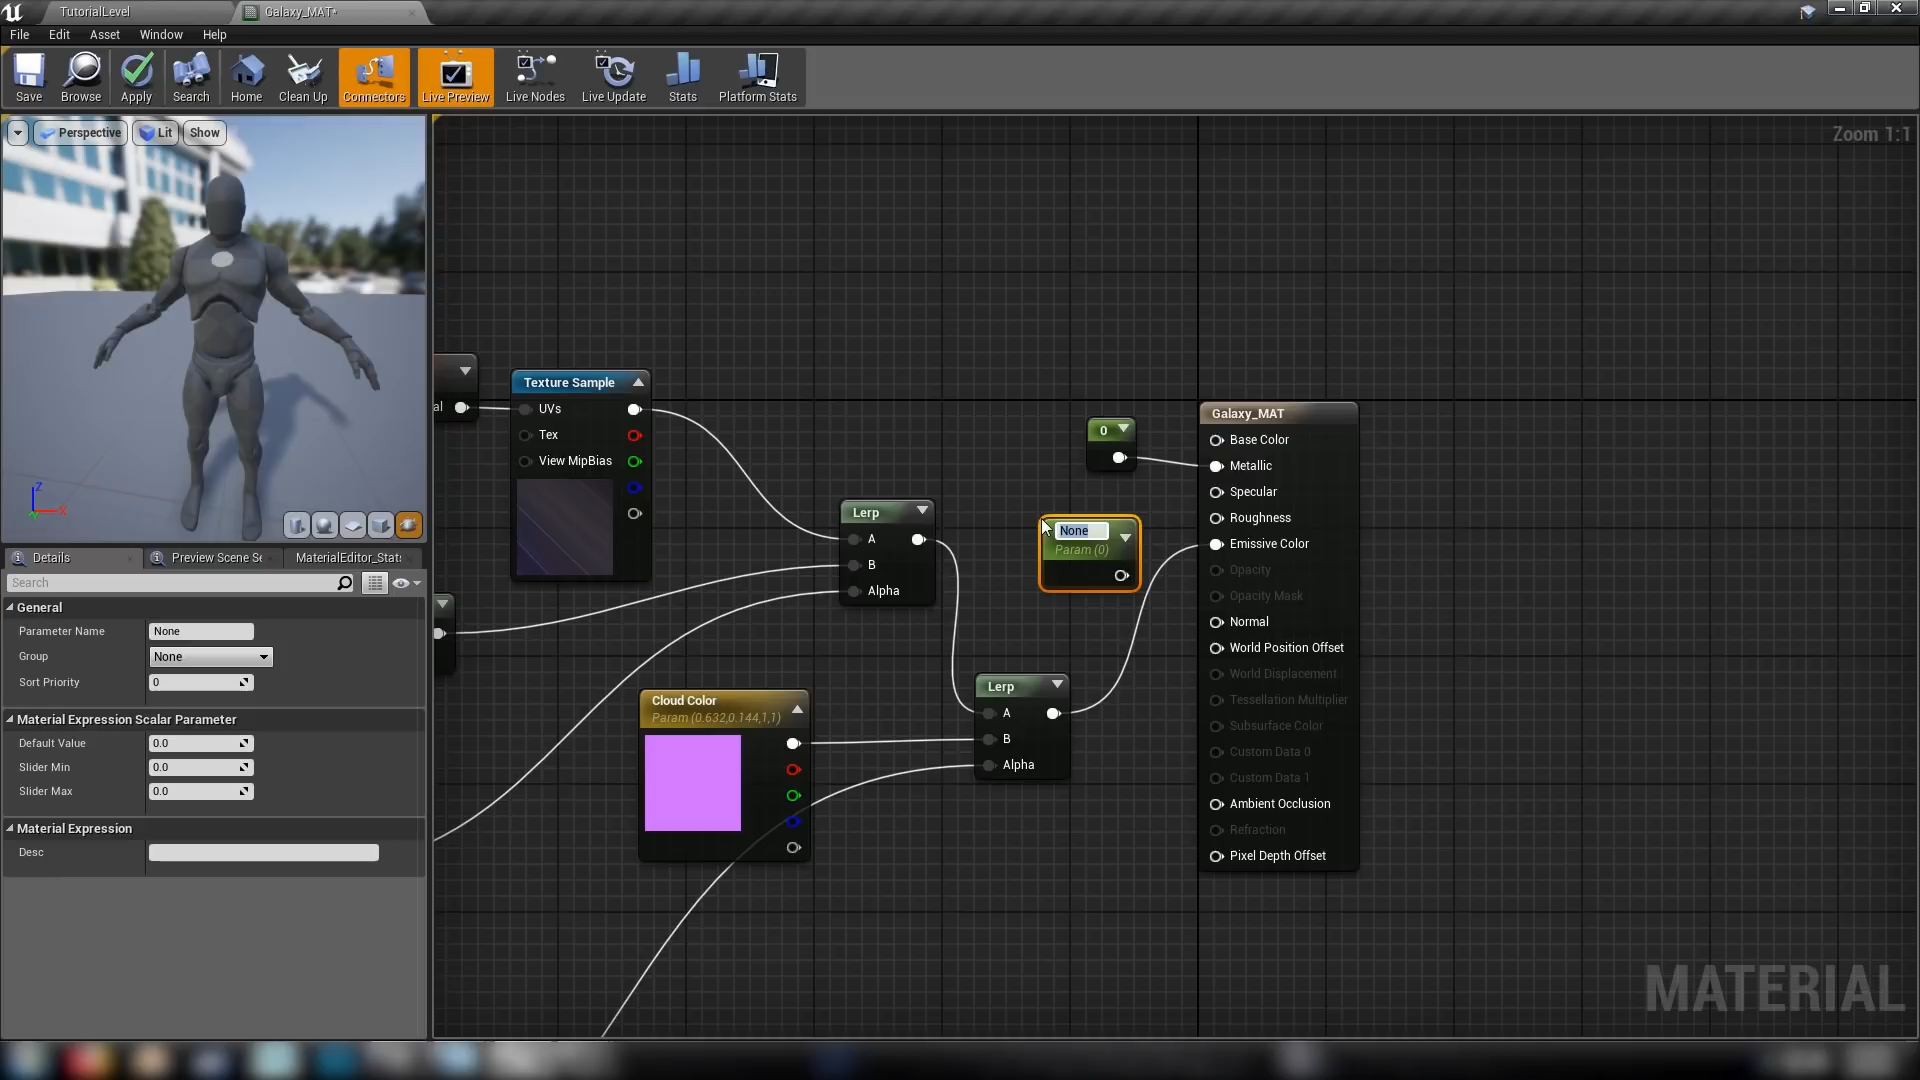 TutorialLevel
Galaxy_MAT*
File Edit Asset Window Help
Save Browse Apply Search Home Clean Up Connectors Live Preview Live Nodes Live Update Stats Platform Stats
Perspective Lit Show
Zoom 1:1
Z
X
Details
Preview Scene Se
MaterialEditor_Stat
Search
General
Parameter Name None
Group None
Sort Priority 0
Material Expression Scalar Parameter
Default Value 0.0
Slider Min 0.0
Slider Max 0.0
Material Expression
Desc
al
Texture Sample
UVs
Tex
View MipBias
Lerp
A
B
Alpha
Cloud Color
Param (0.632,0.144,1,1)
Lerp
A
B
Alpha
0
None
Param (0)
Galaxy_MAT
Base Color
Metallic
Specular
Roughness
Emissive Color
Opacity
Opacity Mask
Normal
World Position Offset
World Displacement
Tessellation Multiplier
Subsurface Color
Custom Data 0
Custom Data 1
Ambient Occlusion
Refraction
Pixel Depth Offset
MATERIAL